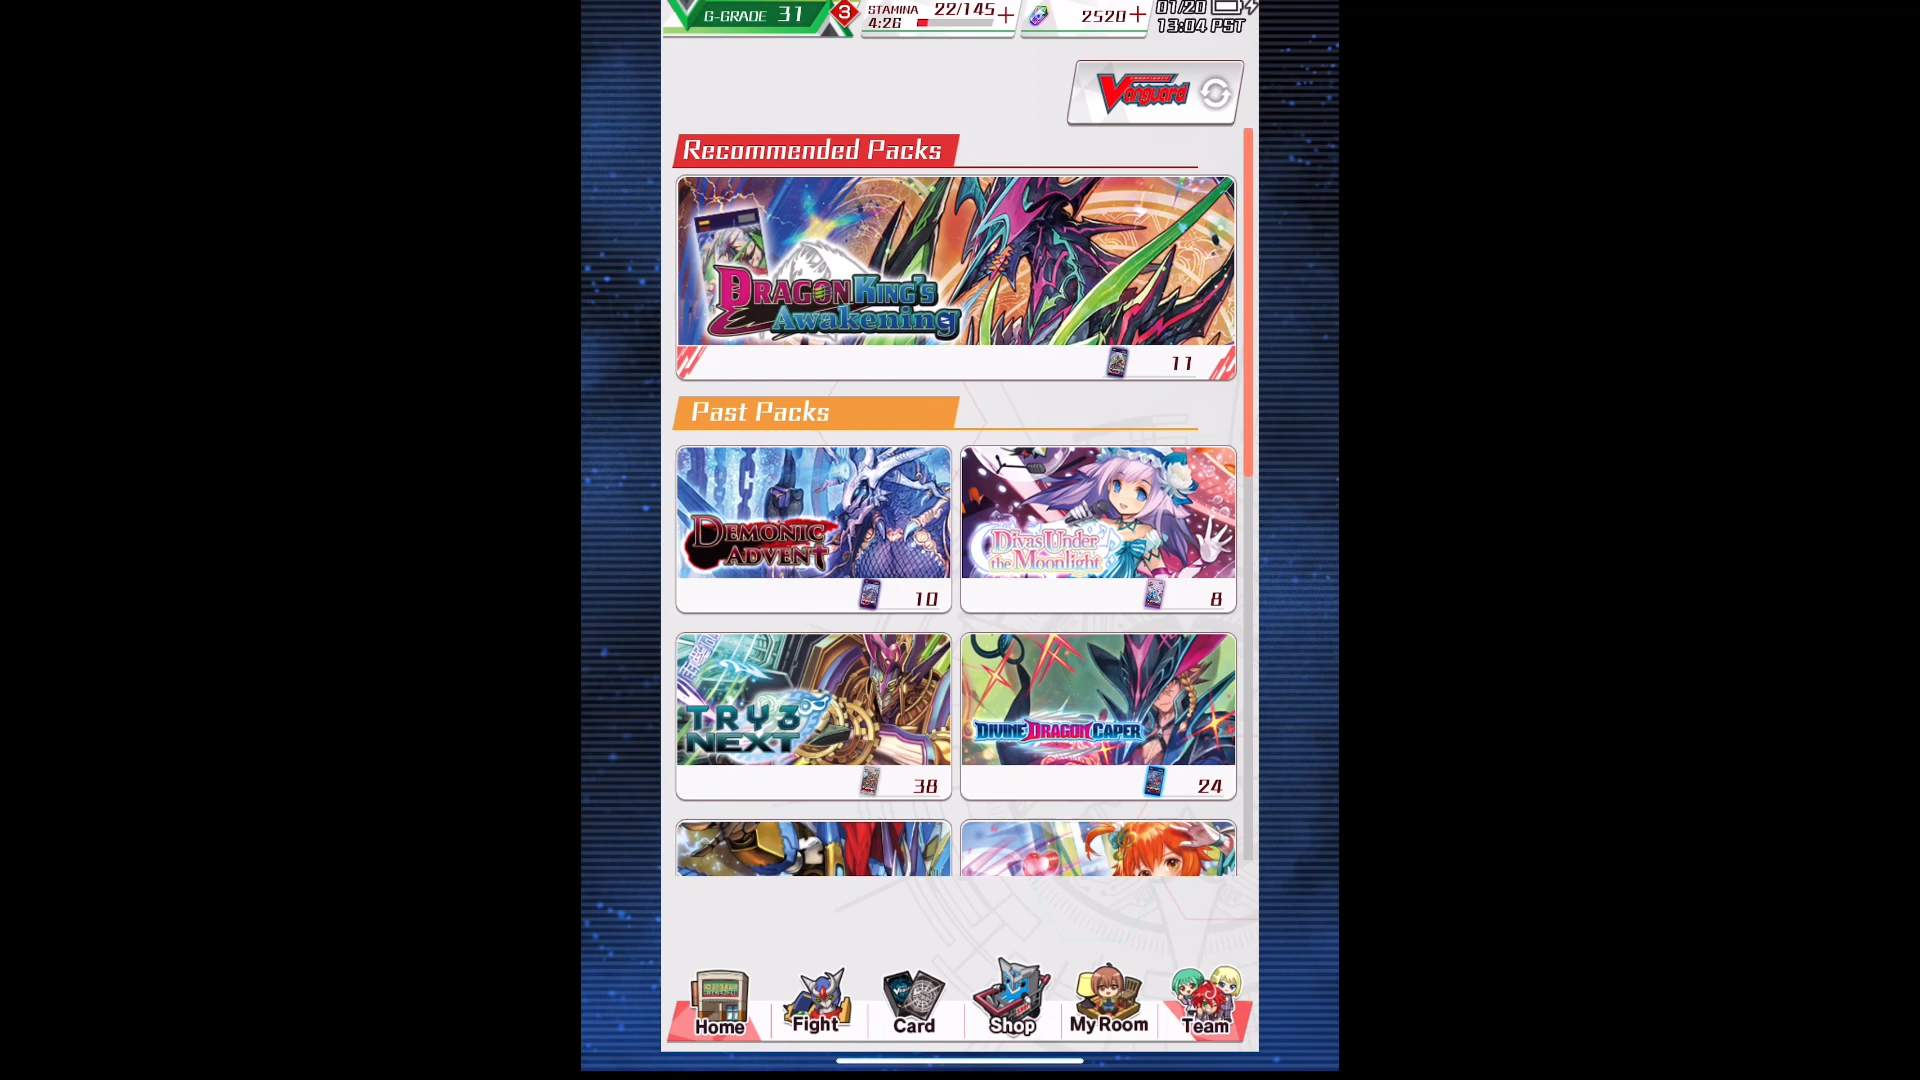 G-GRADE 31
3
STAMINA 22/145+
4:26
2520+
01/20
13:04 PST
Vanguard
Recommended Packs
Dragon King's
Awakening
11
Past Packs
Demonic
Advent
10
Divas Under
the Moonlight
8
TRY3
NEXT
38
DIVINE DRAGON CAPER
24
Home
Fight
Card
Shop
My Room
Team